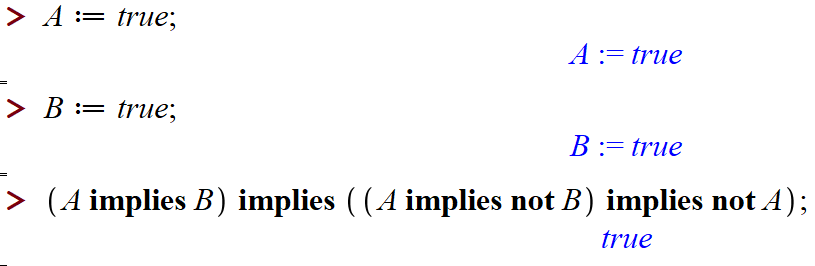 > A := true;
A := true
> B := true;
B := true
> (A implies B) implies ((A implies not B) implies not A);
true